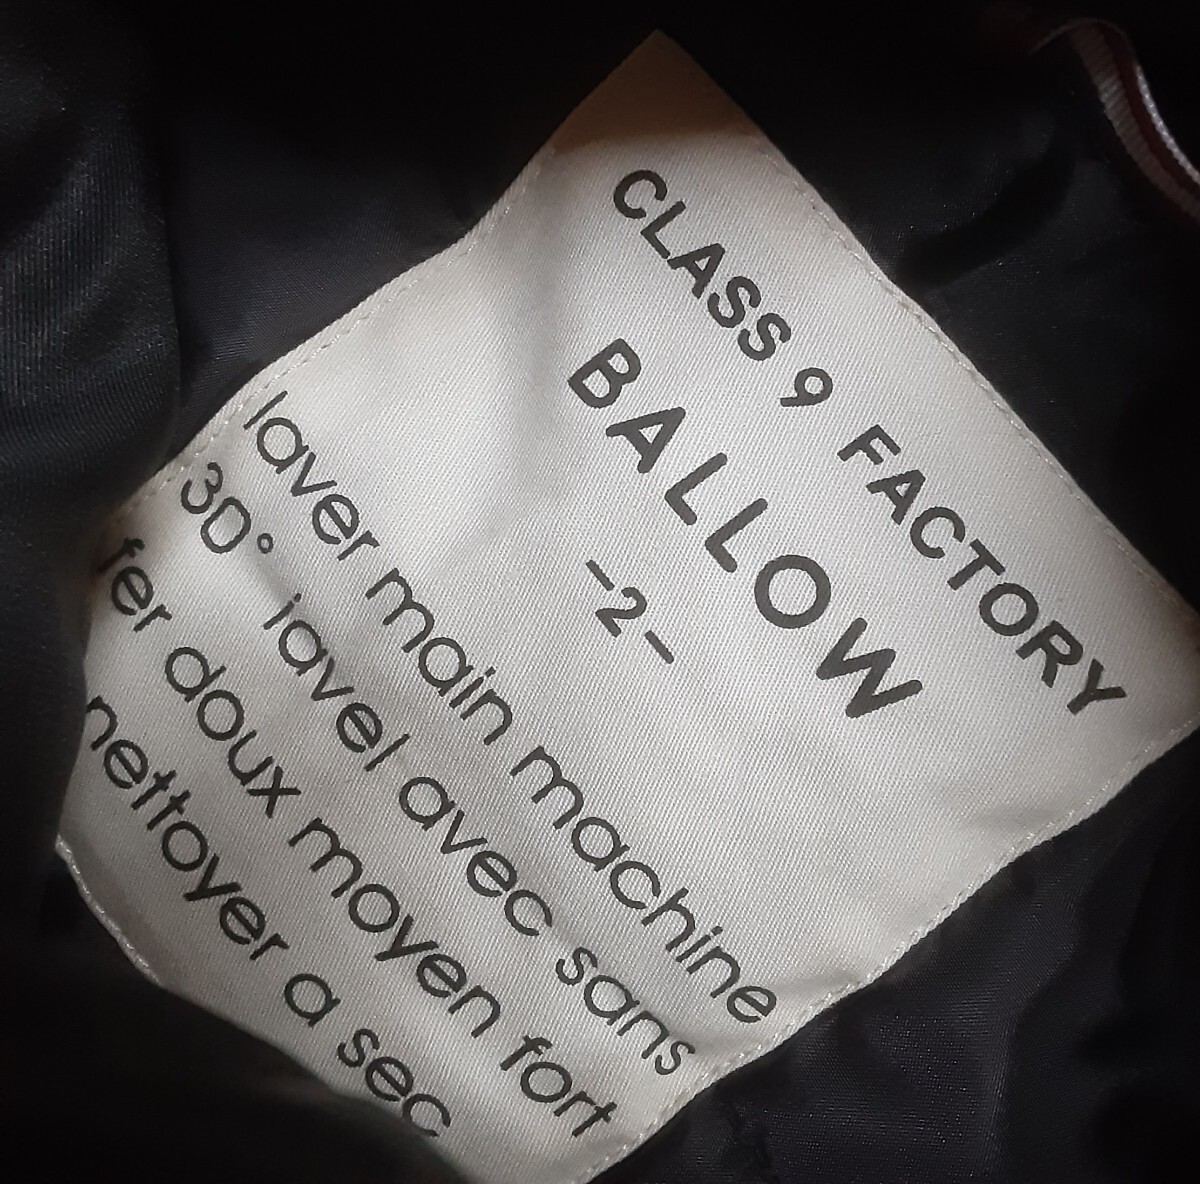 CLASS 9 FACTORY
BALLOW
-2-
laver main machine
30° javel avec sans
fer doux moyen fort
nettoyer a sec